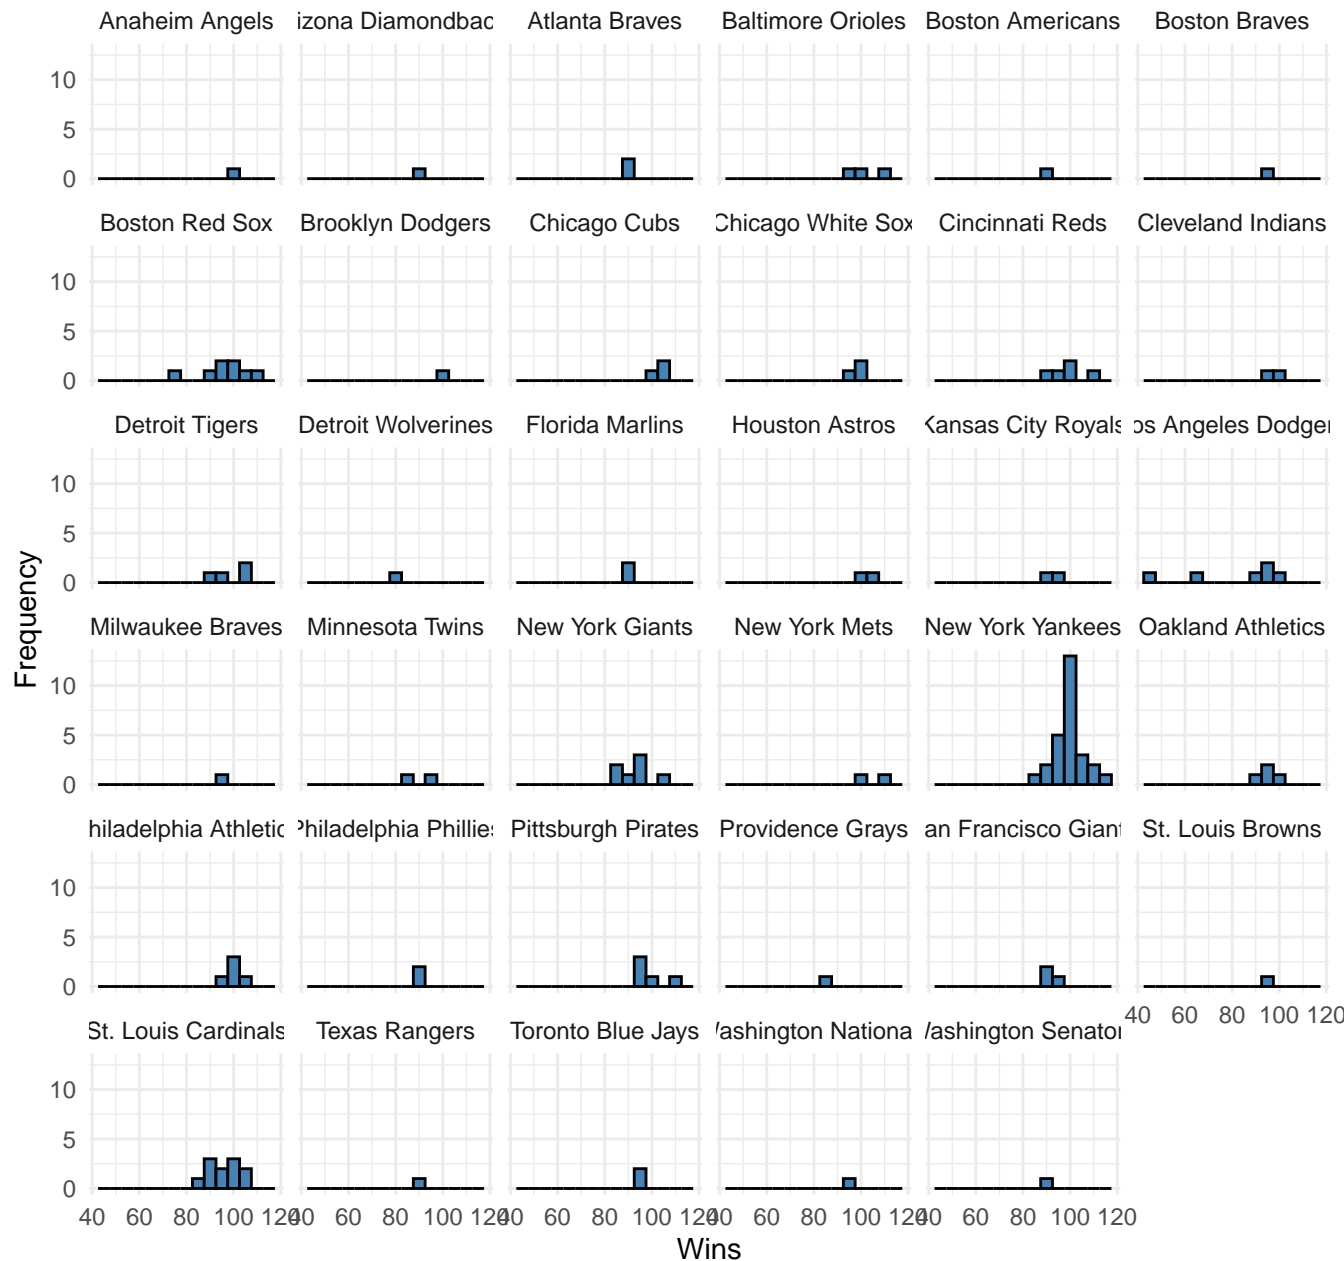 Anaheim Angels izona Diamondbac Atlanta Braves Baltimore Orioles Boston Americans Boston Braves
10
5
0
Boston Red Sox Brooklyn Dodgers Chicago Cubs Chicago White Sox Cincinnati Reds Cleveland Indians
10
5
0
Detroit Tigers Detroit Wolverines Florida Marlins Houston Astros Kansas City Royals os Angeles Dodger
10
5
0
Frequency
Milwaukee Braves Minnesota Twins New York Giants New York Mets New York Yankees Oakland Athletics
10
5
0
hiladelphia Athletic Philadelphia Phillies Pittsburgh Pirates Providence Grays an Francisco Giant St. Louis Browns
10
5
0
40 60 80 100 120
St. Louis Cardinals Texas Rangers Toronto Blue Jays Washington Nationa Washington Senator
10
5
0
40 60 80 100 120 40 60 80 100 120 40 60 80 100 120 40 60 80 100 120 40 60 80 100 120
Wins